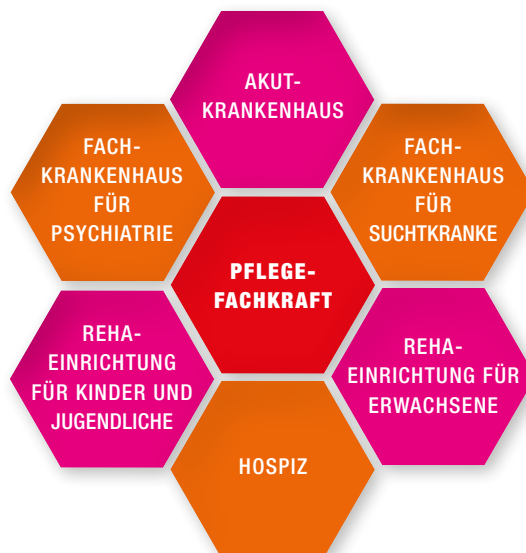 AKUT-
KRANKENHAUS
FACH-
KRANKENHAUS
FÜR
PSYCHIATRIE
FACH-
KRANKENHAUS
FÜR
SUCHTKRANKE
PFLEGE-
FACHKRAFT
REHA-
EINRICHTUNG
FÜR KINDER UND
JUGENDLICHE
REHA-
EINRICHTUNG FÜR
ERWACHSENE
HOSPIZ